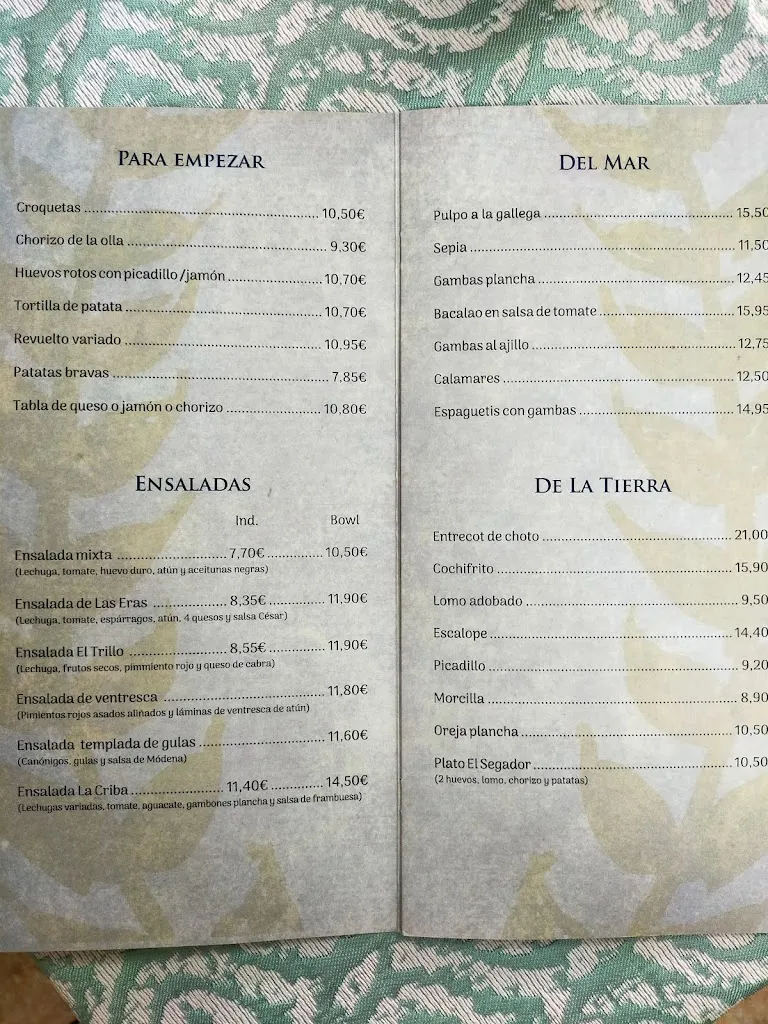 PARA EMPEZAR
Croquetas ........ 10,50€
Chorizo de la olla ........ 9,30€
Huevos rotos con picadillo /jamón ........ 10,70€
Tortilla de patata ........ 10,70€
Revuelto variado ........ 10,95€
Patatas bravas ........ 7,85€
Tabla de queso o jamón o chorizo ........ 10,80€
ENSALADAS
Ind. Bowl
Ensalada mixta ........ 7,70€ ........ 10,50€
(Lechuga, tomate, huevo duro, atún y aceitunas negras)
Ensalada de Las Eras ........ 8,35€ ........ 11,90€
(Lechuga, tomate, espárragos, atún, 4 quesos y salsa César)
Ensalada El Trillo ........ 8,55€ ........ 11,90€
(Lechuga, frutos secos, pimmiento rojo y queso de cabra)
Ensalada de ventresca ........ 11,80€
(Pimientos rojos asados aliñados y láminas de ventresca de atún)
Ensalada templada de gulas ........ 11,60€
(Canónigos, gulas y salsa de Módena)
Ensalada La Criba ........ 11,40€ ........ 14,50€
(Lechugas variadas, tomate, aguacate, gambones plancha y salsa de frambuesa)
DEL MAR
Pulpo a la gallega ........ 15,50
Sepia ........ 11,50
Gambas plancha ........ 12,45
Bacalao en salsa de tomate ........ 15,95
Gambas al ajillo ........ 12,75
Calamares ........ 12,50
Espaguetis con gambas ........ 14,95
DE LA TIERRA
Entrecot de choto ........ 21,00
Cochifrito ........ 15,90
Lomo adobado ........ 9,50
Escalope ........ 14,40
Picadillo ........ 9,20
Morcilla ........ 8,90
Oreja plancha ........ 10,50
Plato El Segador ........ 10,50
(2 huevos, lomo, chorizo y patatas)